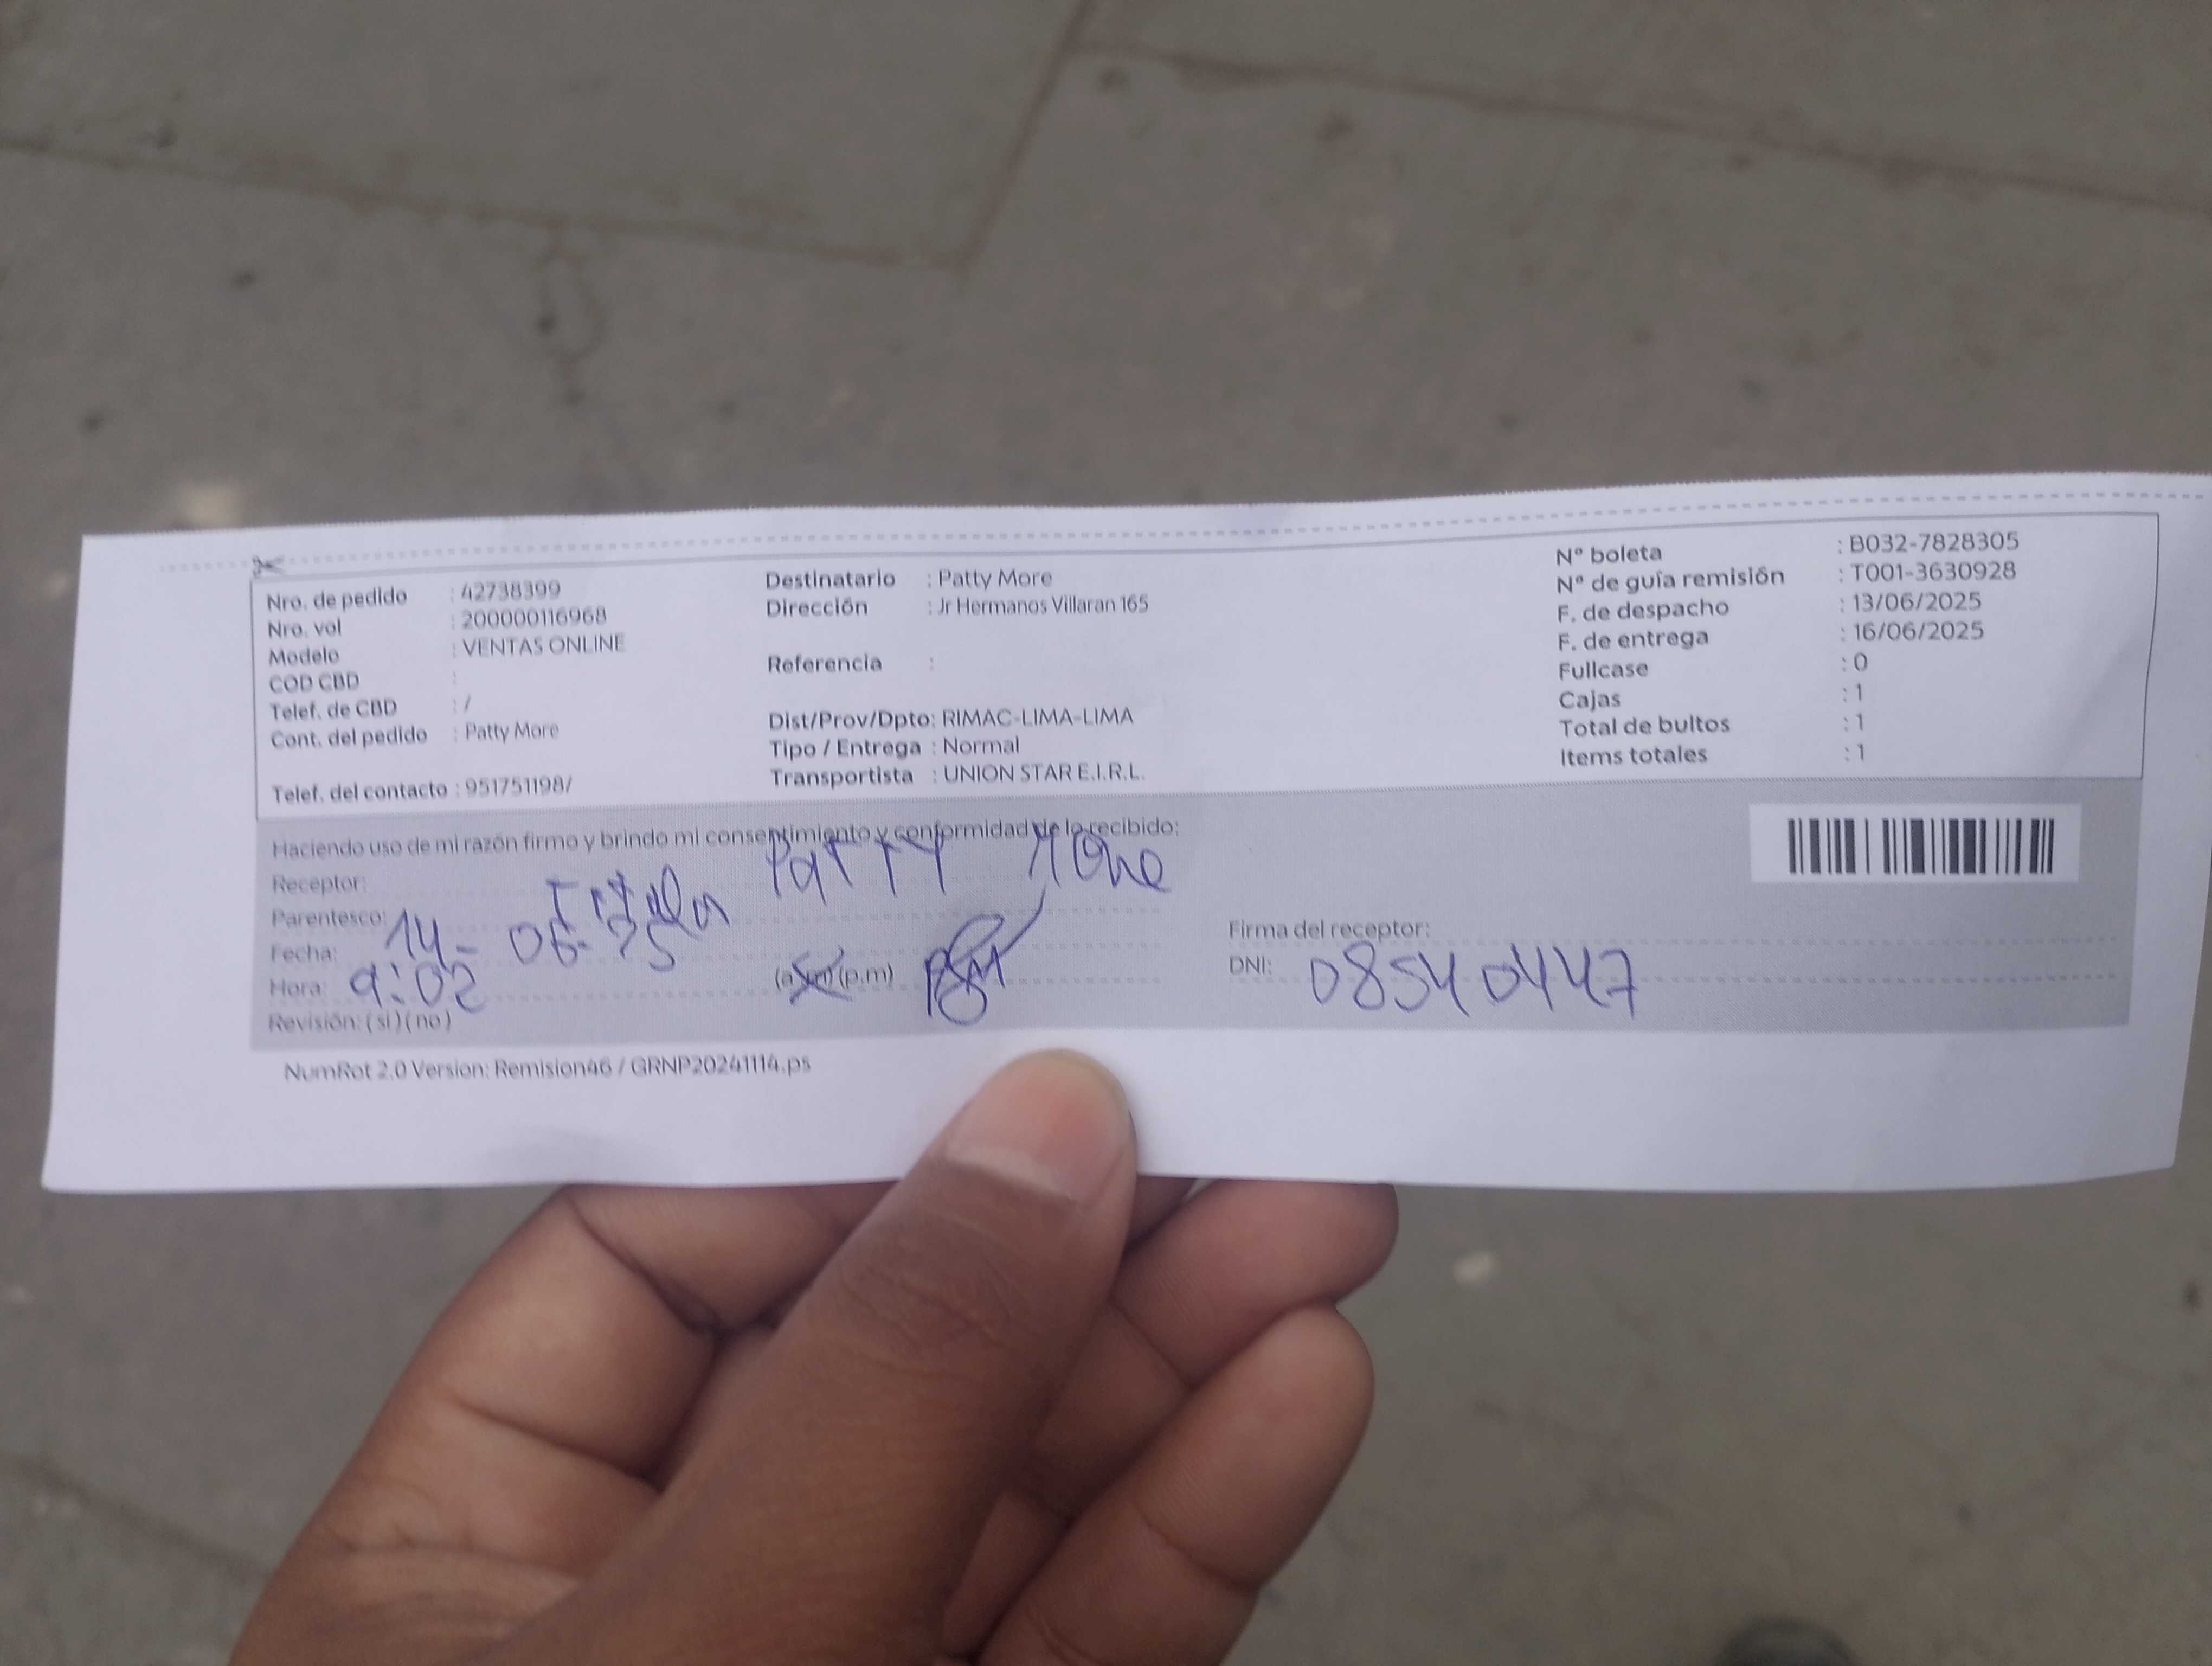 Nro. de pedido : 42738399
Nro. vol : 200000116968
Modelo : VENTAS ONLINE
COD CBD :
Telef. de CBD : /
Cont. del pedido : Patty More
Telef. del contacto : 951751198/
Destinatario : Patty More
Dirección : Jr Hermanos Villaran 165
Referencia :
Dist/Prov/Dpto: RIMAC-LIMA-LIMA
Tipo / Entrega : Normal
Transportista : UNION STAR E.I.R.L.
Nº boleta : B032-7828305
Nº de guía remisión : T001-3630928
F. de despacho : 13/06/2025
F. de entrega : 16/06/2025
Fullcase : 0
Cajas : 1
Total de bultos : 1
Items totales : 1
Haciendo uso de mi razón firmo y brindo mi consentimiento y conformidad de lo recibido:
Receptor: Patty More
Parentesco:
Fecha: 14-06-25
Hora: 9:02 (a.m) (p.m)
Revisión: (si) (no)
Firma del receptor:
DNI: 08540447
NumRot 2.0 Version: Remision46 / GRNP20241114.ps